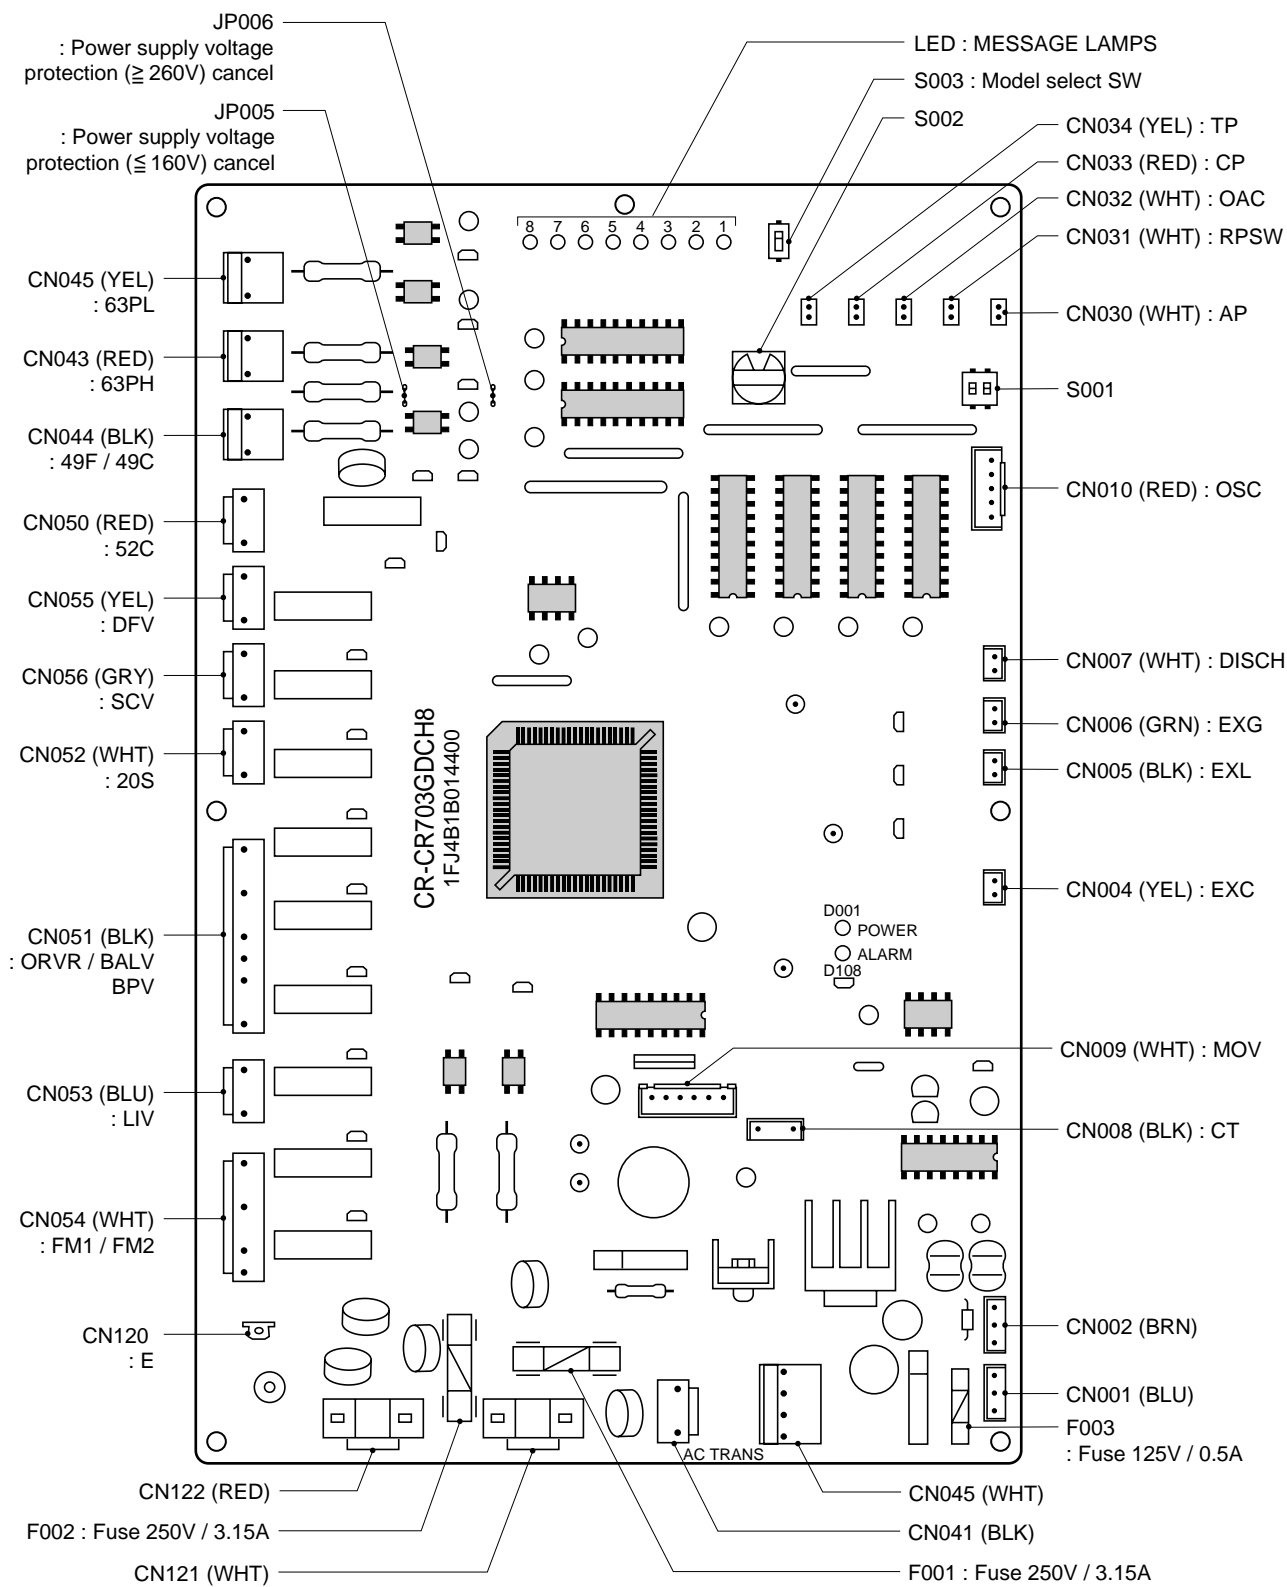 JP006
: Power supply voltage
protection (≧ 260V) cancel
JP005
: Power supply voltage
protection (≦ 160V) cancel
LED : MESSAGE LAMPS
S003 : Model select SW
S002
CN034 (YEL) : TP
CN033 (RED) : CP
CN032 (WHT) : OAC
CN031 (WHT) : RPSW
CN030 (WHT) : AP
S001
CN010 (RED) : OSC
8 7 6 5 4 3 2 1
CN045 (YEL)
: 63PL
CN043 (RED)
: 63PH
CN044 (BLK)
: 49F / 49C
CN050 (RED)
: 52C
CN055 (YEL)
: DFV
CN056 (GRY)
: SCV
CN052 (WHT)
: 20S
CN051 (BLK)
: ORVR / BALV
BPV
CN053 (BLU)
: LIV
CN054 (WHT)
: FM1 / FM2
CN120
: E
CR-CR703GDCH8
1FJ4B1B014400
D001
POWER
ALARM
D108
CN007 (WHT) : DISCH
CN006 (GRN) : EXG
CN005 (BLK) : EXL
CN004 (YEL) : EXC
CN009 (WHT) : MOV
CN008 (BLK) : CT
CN002 (BRN)
CN001 (BLU)
F003
: Fuse 125V / 0.5A
AC TRANS
CN122 (RED)
F002 : Fuse 250V / 3.15A
CN121 (WHT)
CN045 (WHT)
CN041 (BLK)
F001 : Fuse 250V / 3.15A